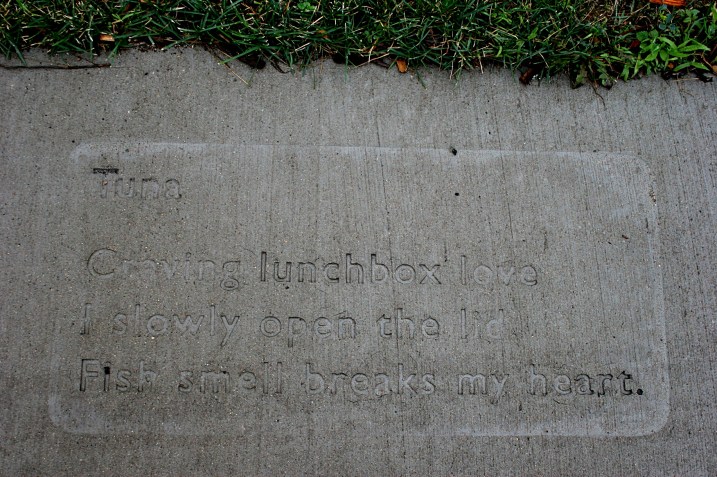 Tuna
Craving lunchbox love
I slowly open the lid
Fish smell breaks my heart.